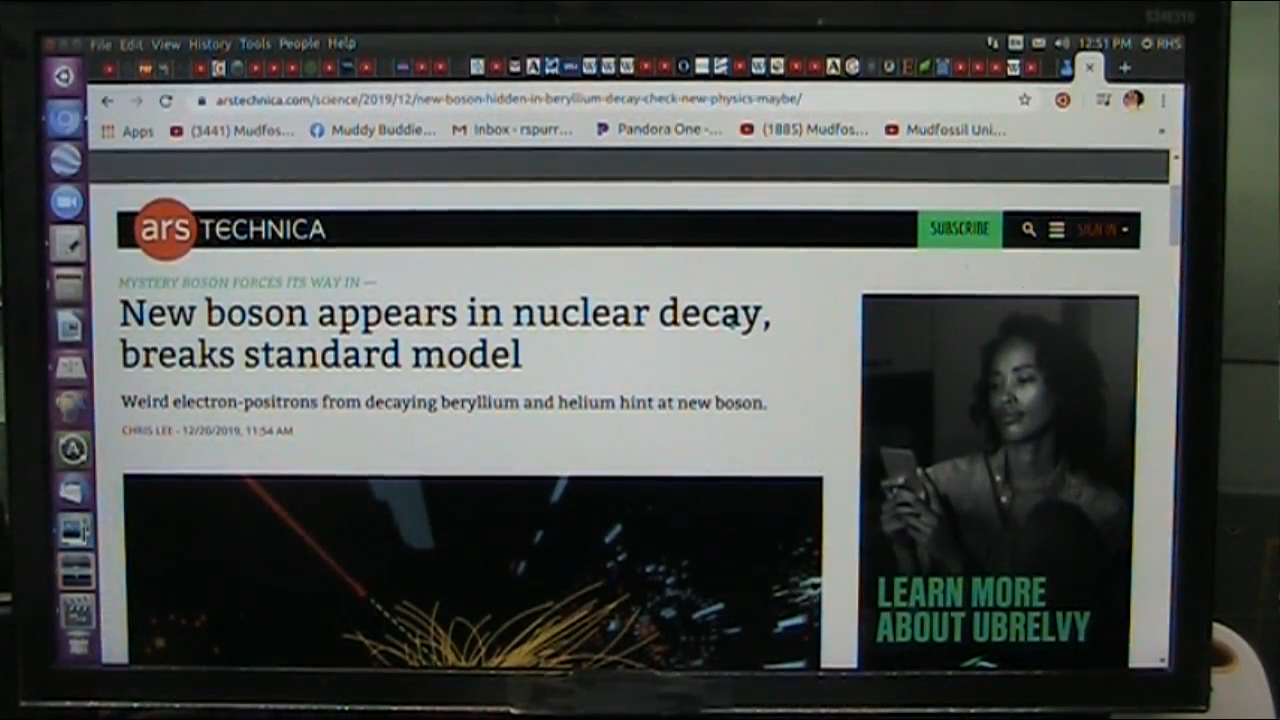 S24E310
File Edit View History Tools People Help
12:51 PM RHS
arstechnica.com/science/2019/12/new-boson-hidden-in-beryllium-decay-check-new-physics-maybe/
Apps (3441) Mudfos... Muddy Buddie... Inbox - rspurr... Pandora One -... (1885) Mudfos... Mudfossil Uni...
ars TECHNICA SUBSCRIBE SIGN IN
MYSTERY BOSON FORCES ITS WAY IN —
New boson appears in nuclear decay,
breaks standard model
Weird electron-positrons from decaying beryllium and helium hint at new boson.
CHRIS LEE - 12/20/2019, 11:54 AM
LEARN MORE
ABOUT UBRELVY